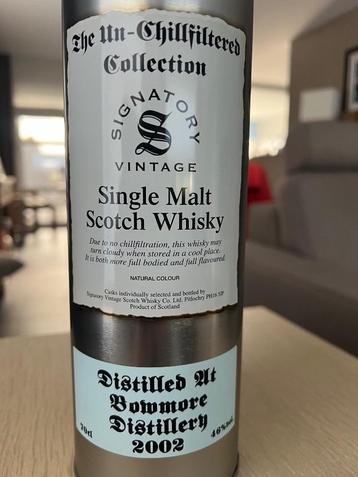 The Un-Chillfiltered
Collection
SIGNATORY
S
VINTAGE
Single Malt
Scotch Whisky
Due to no chillfiltration, this whisky may
turn cloudy when stored in a cool place.
It is both more full bodied and full flavoured.
NATURAL COLOUR
Casks individually selected and bottled by
Signatory Vintage Scotch Whisky Co. Ltd. Pitlochry PH16 5JP
Product of Scotland
Distilled At
Bowmore
Distillery
2002
70cl
46%vol.